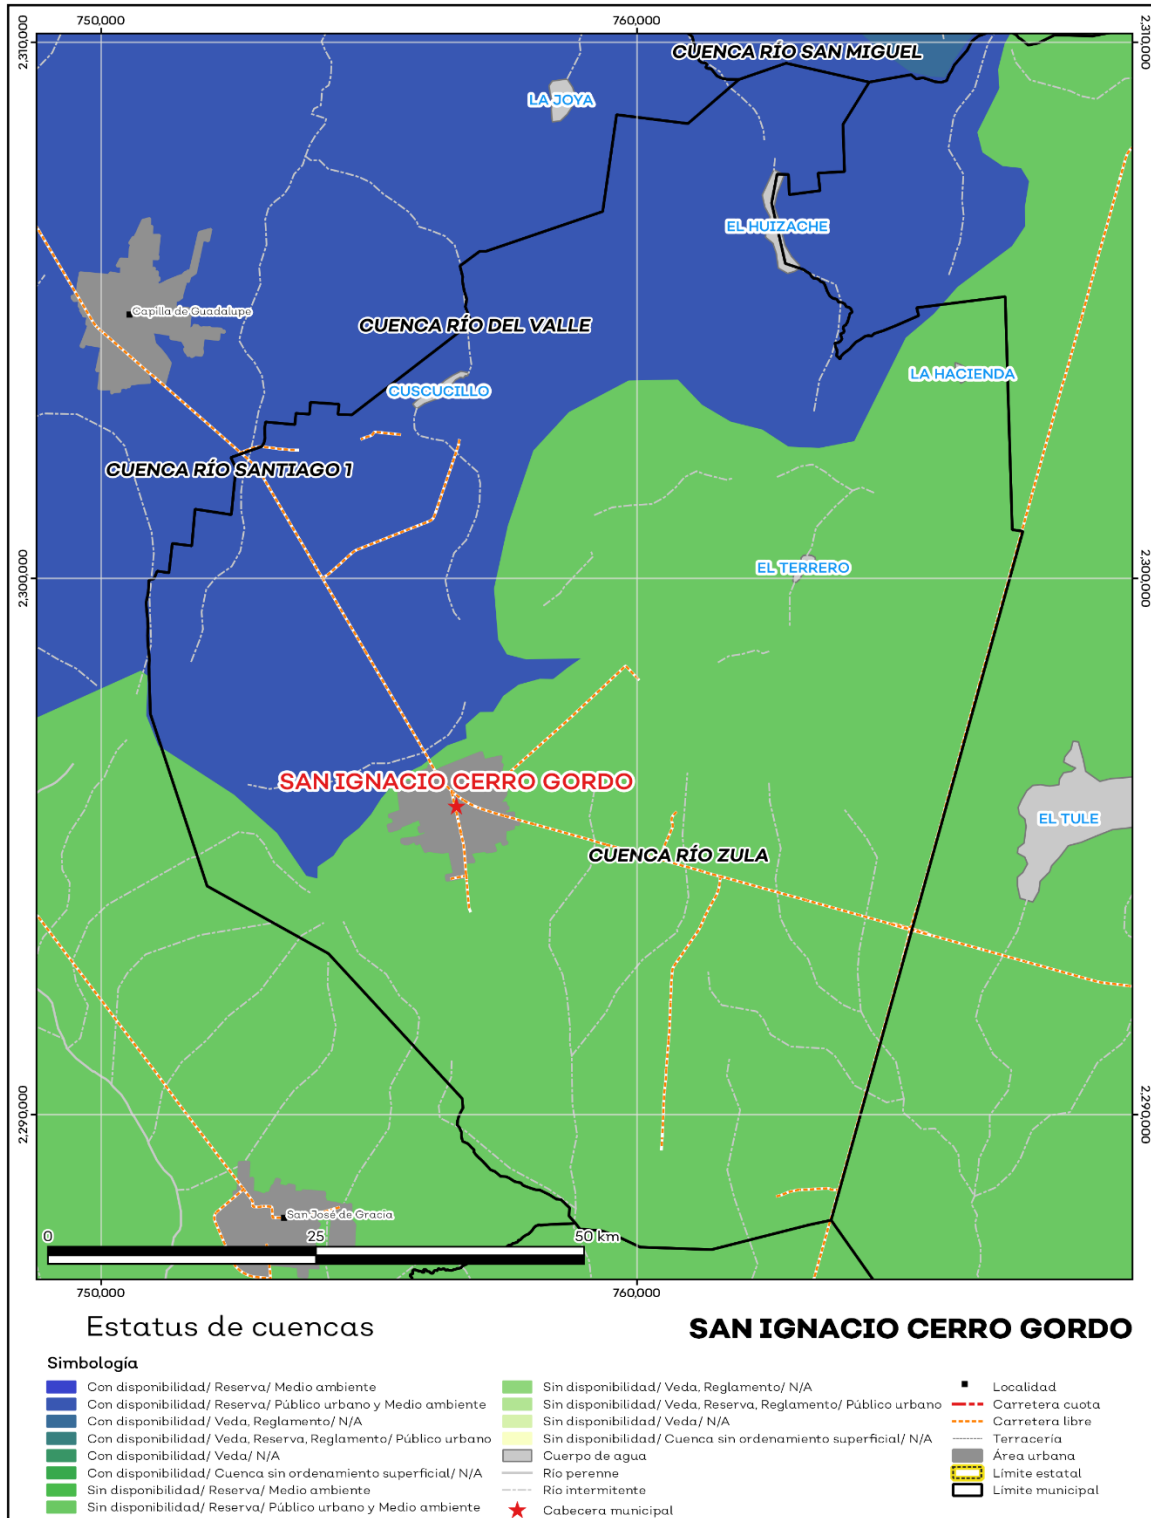 750,000
760,000
2,310,000
2,310,000
CUENCA RÍO SAN MIGUEL
LA JOYA
EL HUIZACHE
Capilla de Guadalupe
CUENCA RÍO DEL VALLE
LA HACIENDA
CUSCUCILLO
CUENCA RÍO SANTIAGO 1
2,300,000
2,300,000
EL TERRERO
SAN IGNACIO CERRO GORDO
EL TULE
CUENCA RÍO ZULA
2,290,000
2,290,000
San José de Gracia
0
25
50 km
750,000
760,000
Estatus de cuencas
SAN IGNACIO CERRO GORDO
Simbología
Con disponibilidad/ Reserva/ Medio ambiente
Con disponibilidad/ Reserva/ Público urbano y Medio ambiente
Con disponibilidad/ Veda, Reglamento/ N/A
Con disponibilidad/ Veda, Reserva, Reglamento/ Público urbano
Con disponibilidad/ Veda/ N/A
Con disponibilidad/ Cuenca sin ordenamiento superficial/ N/A
Sin disponibilidad/ Reserva/ Medio ambiente
Sin disponibilidad/ Reserva/ Público urbano y Medio ambiente
Sin disponibilidad/ Veda, Reglamento/ N/A
Sin disponibilidad/ Veda, Reserva, Reglamento/ Público urbano
Sin disponibilidad/ Veda/ N/A
Sin disponibilidad/ Cuenca sin ordenamiento superficial/ N/A
Cuerpo de agua
Río perenne
Río intermitente
Cabecera municipal
Localidad
Carretera cuota
Carretera libre
Terracería
Área urbana
Límite estatal
Límite municipal